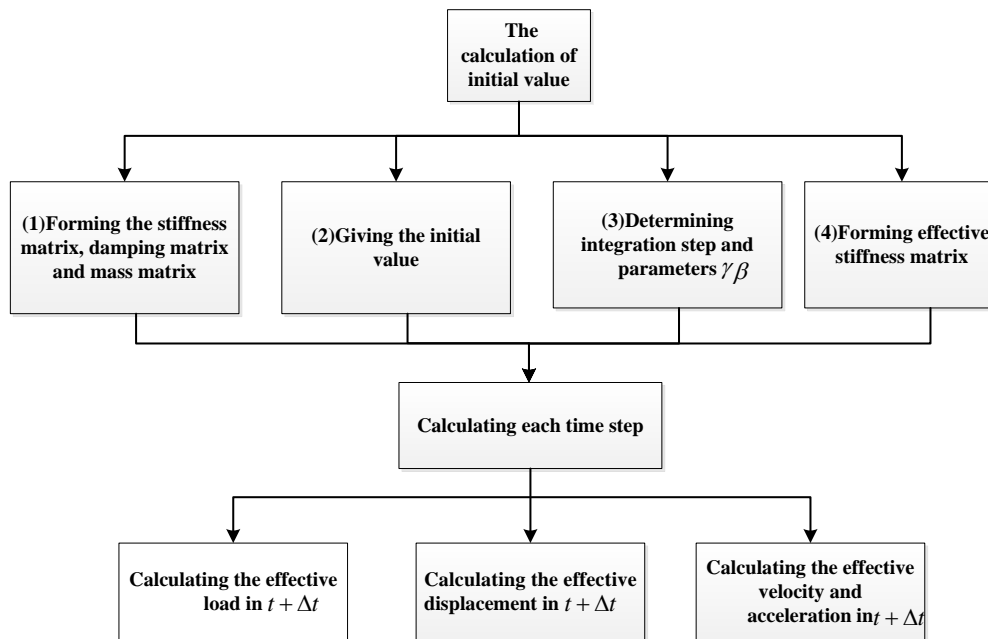 The
calculation of
initial value
(1)Forming the stiffness
matrix, damping matrix
and mass matrix
(2)Giving the initial
value
(3)Determining
integration step and
parameters γβ
(4)Forming effective
stiffness matrix
Calculating each time step
Calculating the effective
load in t + Δt
Calculating the effective
displacement in t + Δt
Calculating the effective
velocity and
acceleration in t + Δt